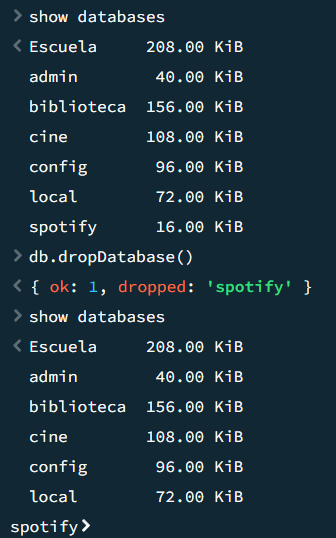 > show databases
< Escuela     208.00 KiB
  admin        40.00 KiB
  biblioteca  156.00 KiB
  cine        108.00 KiB
  config       96.00 KiB
  local        72.00 KiB
  spotify      16.00 KiB
> db.dropDatabase()
< { ok: 1, dropped: 'spotify' }
> show databases
< Escuela     208.00 KiB
  admin        40.00 KiB
  biblioteca  156.00 KiB
  cine        108.00 KiB
  config       96.00 KiB
  local        72.00 KiB
spotify>